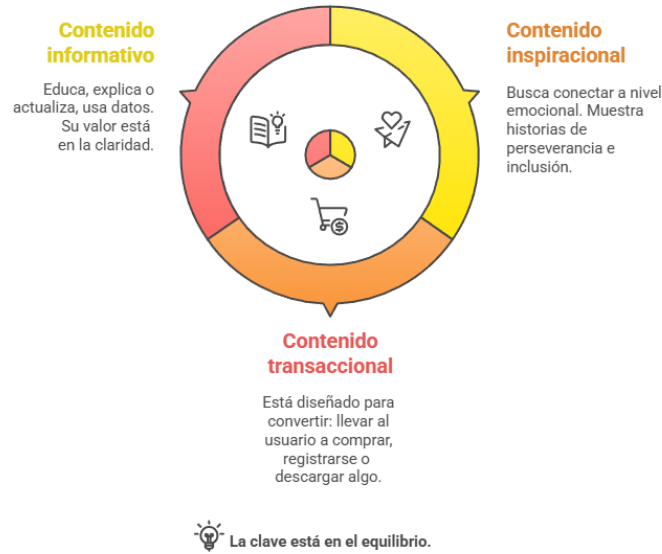 Contenido
informativo
Educa, explica o
actualiza, usa datos.
Su valor está
en la claridad.
Contenido
inspiracional
Busca conectar a nivel
emocional. Muestra
historias de
perseverancia e
inclusión.
Contenido
transaccional
Está diseñado para
convertir: llevar al
usuario a comprar,
registrarse o
descargar algo.
La clave está en el equilibrio.